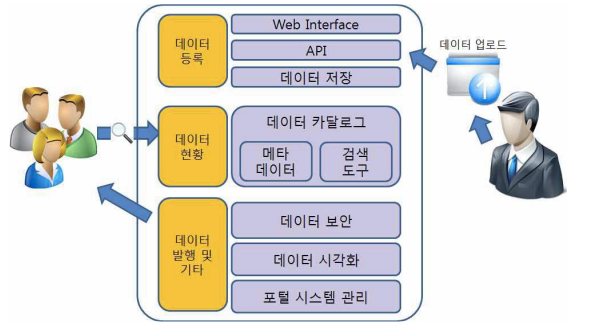 데이터
등록
Web Interface
API
데이터 저장
데이터 업로드
1
데이터
현황
데이터 카달로그
메타
데이터
검색
도구
데이터
발행 및
기타
데이터 보안
데이터 시각화
포털 시스템 관리